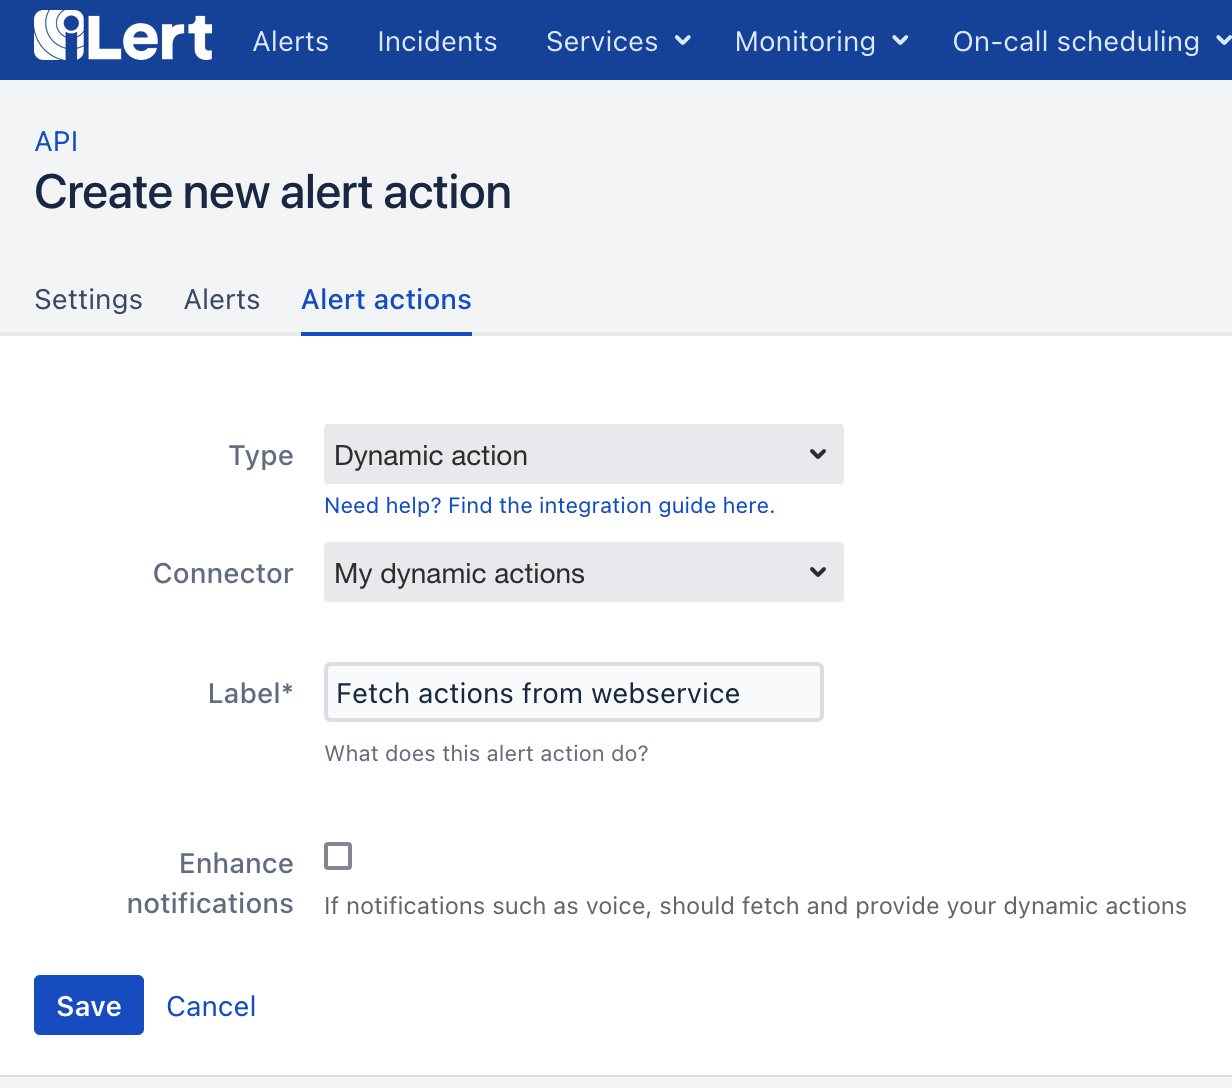 iLert Alerts Incidents Services Monitoring On-call scheduling
API
Create new alert action
Settings Alerts Alert actions
Type Dynamic action
Need help? Find the integration guide here.
Connector My dynamic actions
Label* Fetch actions from webservice
What does this alert action do?
Enhance
notifications If notifications such as voice, should fetch and provide your dynamic actions
Save Cancel